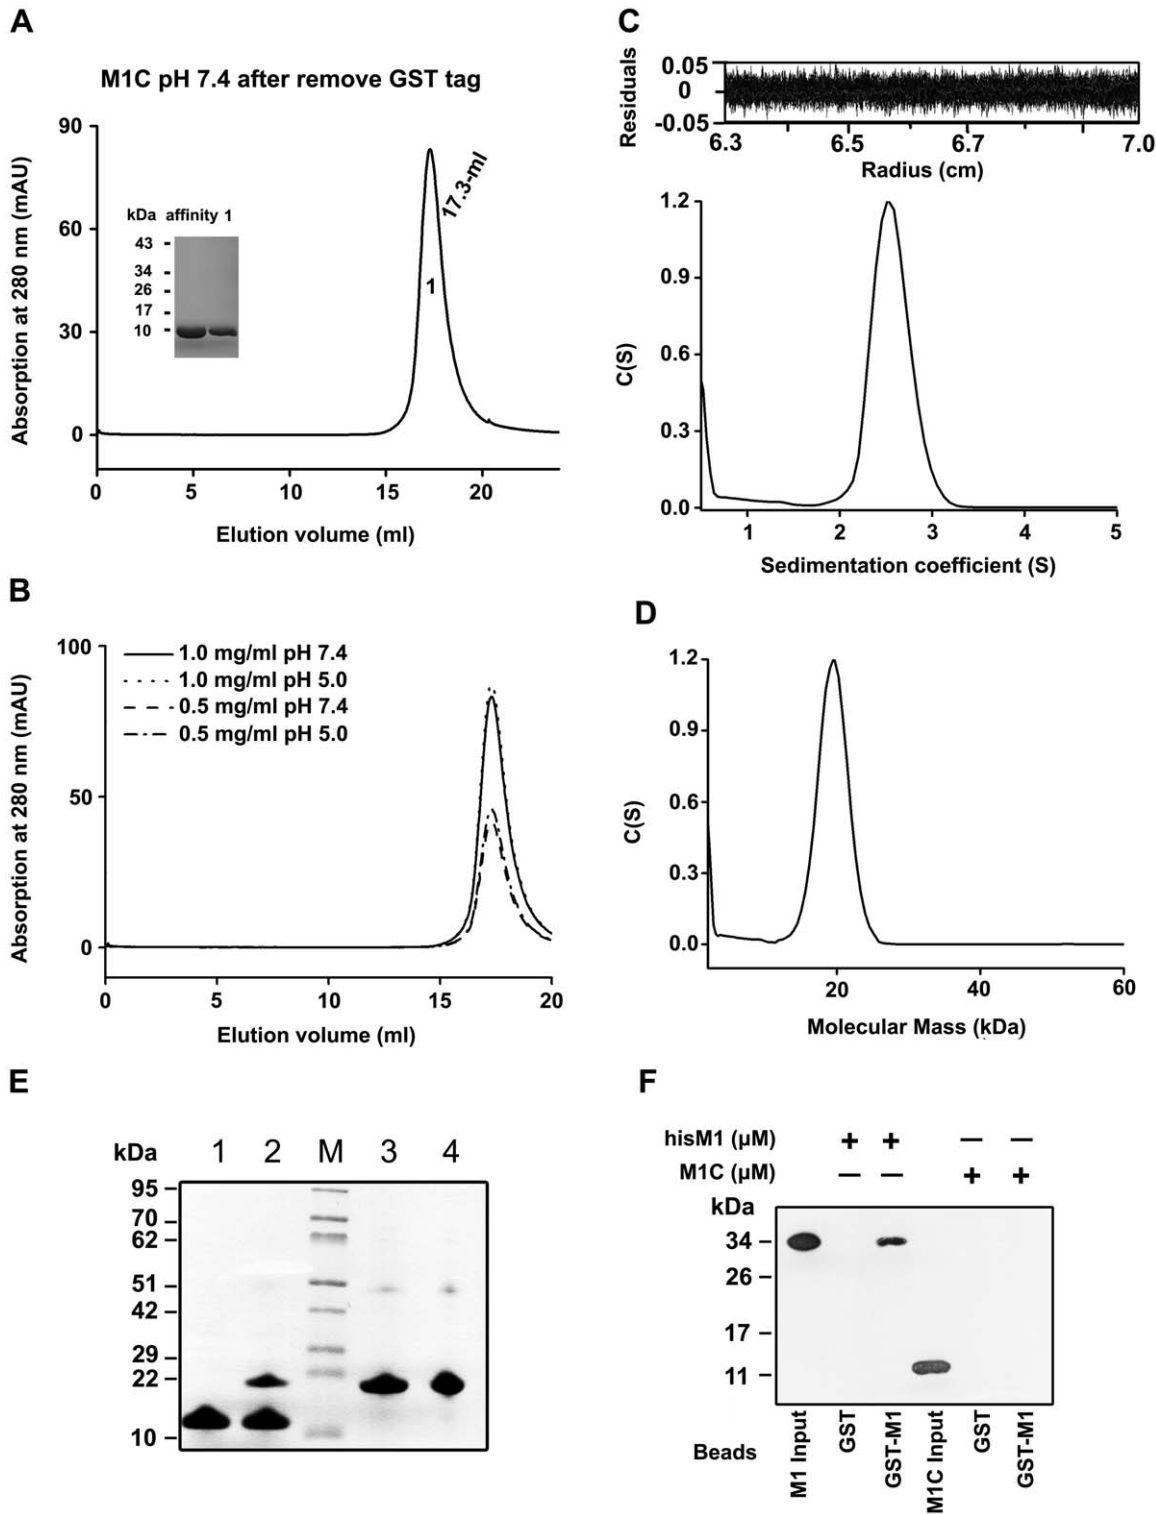 A
M1C pH 7.4 after remove GST tag
Absorption at 280 nm (mAU)
90
60
30
0
17.3-ml
1
kDa affinity 1
43
34
26
17
10
0 5 10 15 20
Elution volume (ml)
B
Absorption at 280 nm (mAU)
100
50
0
1.0 mg/ml pH 7.4
1.0 mg/ml pH 5.0
0.5 mg/ml pH 7.4
0.5 mg/ml pH 5.0
0 5 10 15 20
Elution volume (ml)
C
Residuals
0.05
0
-0.05
6.3 6.5 6.7 7.0
Radius (cm)
C(S)
1.2
0.9
0.6
0.3
0.0
1 2 3 4 5
Sedimentation coefficient (S)
D
C(S)
1.2
0.9
0.6
0.3
0.0
20 40 60
Molecular Mass (kDa)
E
kDa 1 2 M 3 4
95
70
62
51
42
29
22
10
F
hisM1 (µM) + + — —
M1C (µM) — — + +
kDa
34
26
17
11
Beads
M1 Input
GST
GST-M1
M1C Input
GST
GST-M1